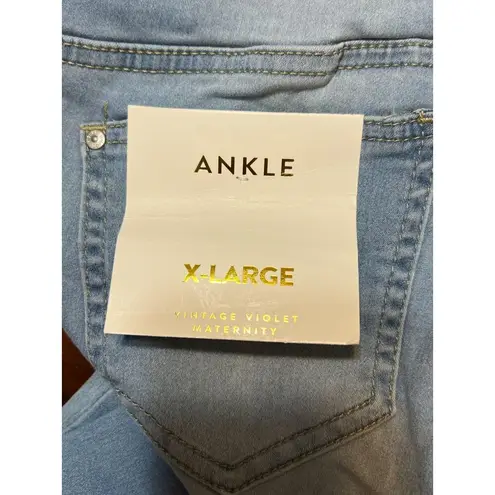 ANKLE
X-LARGE
VINTAGE VIOLET
MATERNITY